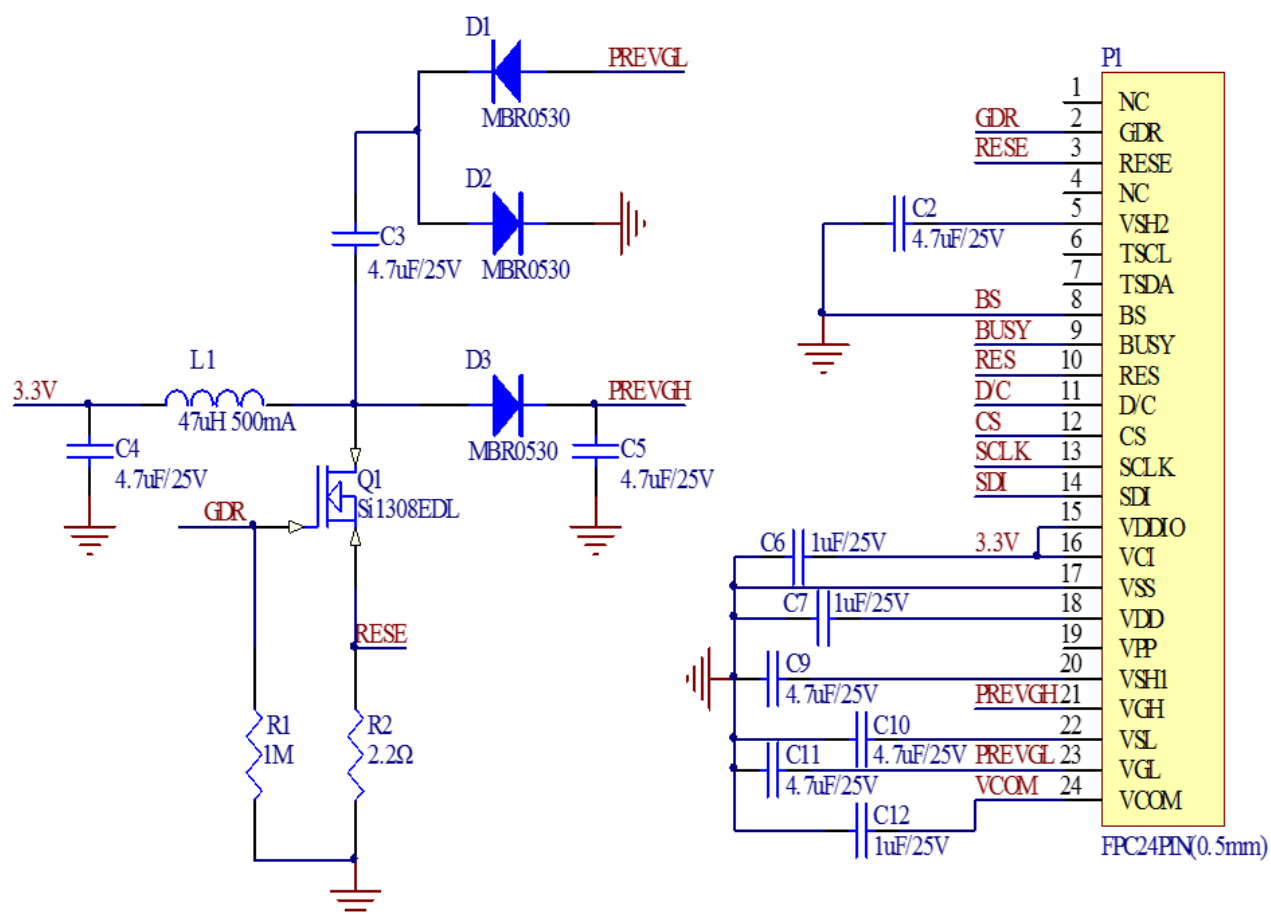 D1
PREVGL
MBR0530
D2
MBR0530
C3
4.7uF/25V
L1
3.3V
47uH 500mA
D3
PREVGH
MBR0530
C4
4.7uF/25V
C5
4.7uF/25V
Q1
Si1308EDL
GDR
RESE
R1
1M
R2
2.2Ω
P1
1 NC
GDR 2 GDR
RESE 3 RESE
4 NC
C2 5 VSH2
4.7uF/25V
6 TSCL
7 TSDA
BS 8 BS
BUSY 9 BUSY
RES 10 RES
D/C 11 D/C
CS 12 CS
SCLK 13 SCLK
SDI 14 SDI
15 VDDIO
C6 1uF/25V 3.3V 16 VCI
17 VSS
C7 1uF/25V 18 VDD
19 VPP
C9 20 VSH1
4.7uF/25V
PREVGH 21 VGH
C10 22 VSL
4.7uF/25V
C11 PREVGL 23 VGL
4.7uF/25V
VCOM 24 VCOM
C12
1uF/25V
FPC24PIN(0.5mm)